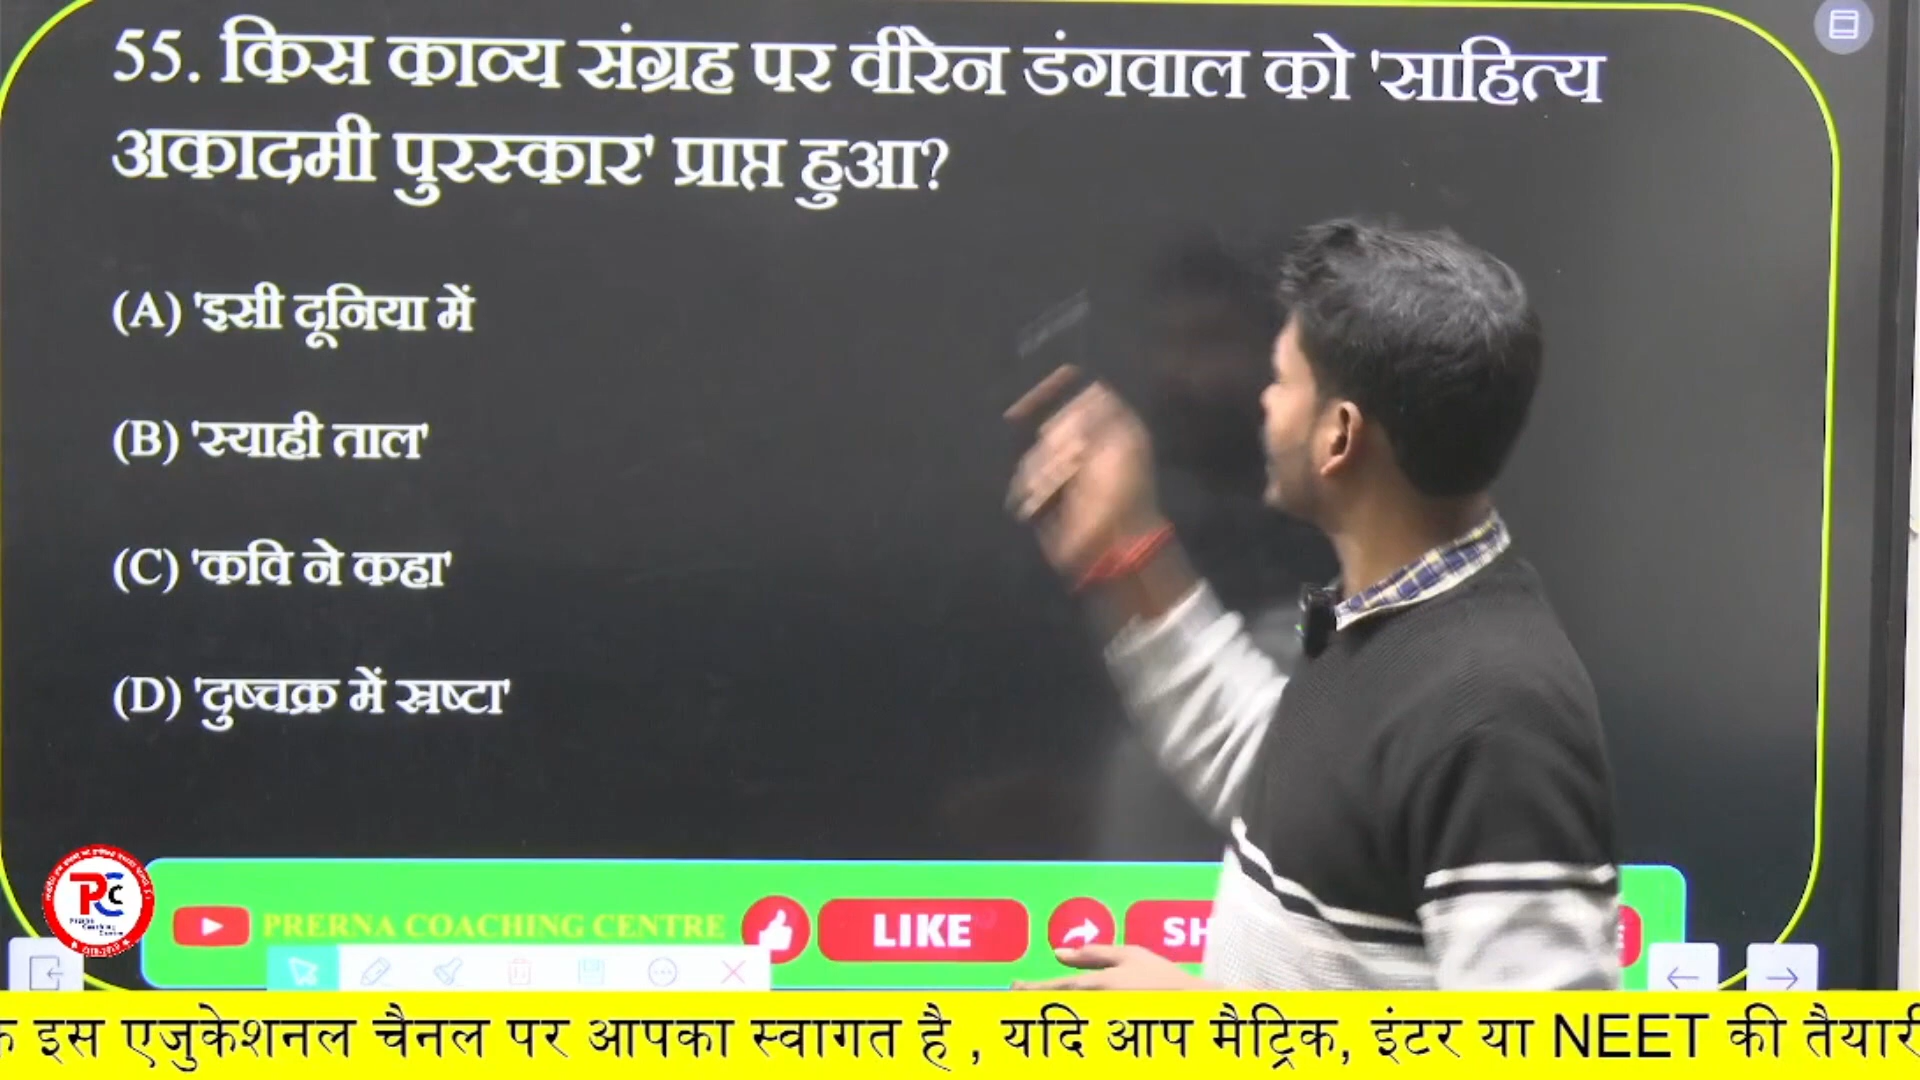 55. किस काव्य संग्रह पर वीरेन डंगवाल को 'साहित्य
अकादमी पुरस्कार' प्राप्त हुआ?
(A) 'इसी दूनिया में
(B) 'स्याही ताल'
(C) 'कवि ने कहा'
(D) 'दुष्चक्र में स्रष्टा'
PRERNA COACHING CENTRE
LIKE
SH
इस एजुकेशनल चैनल पर आपका स्वागत है , यदि आप मैट्रिक, इंटर या NEET की तैयारी